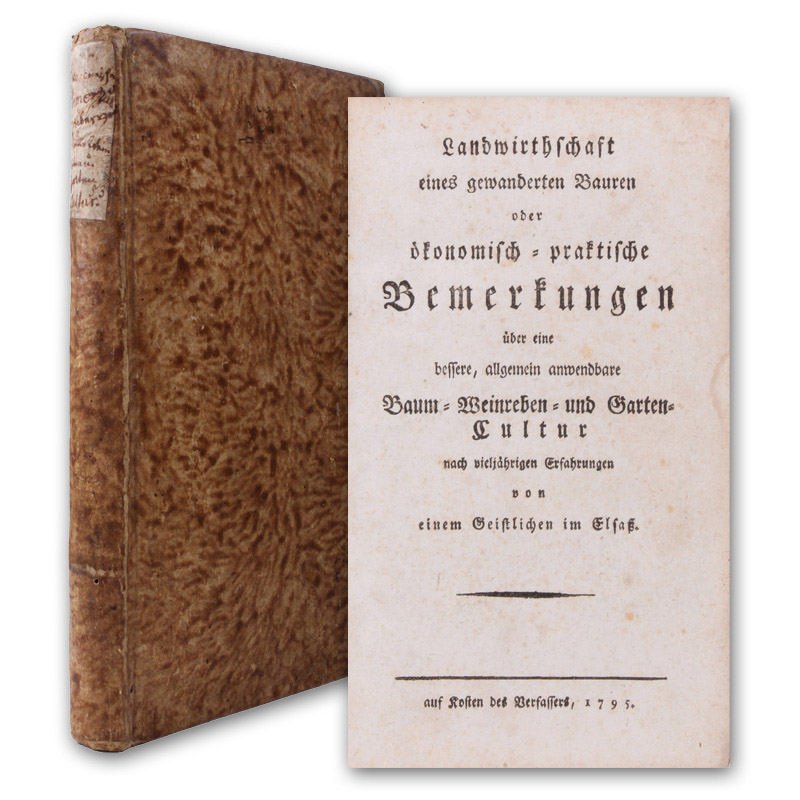 Landwirthschaft
eines gewanderten Bauren
oder
ökonomisch = praktische
Bemerkungen
über eine
bessere, allgemein anwendbare
Baum = Weinreben = und Garten=
Cultur
nach vieljährigen Erfahrungen
von
einem Geistlichen im Elsaß.
auf Kosten des Verfassers, 1795.